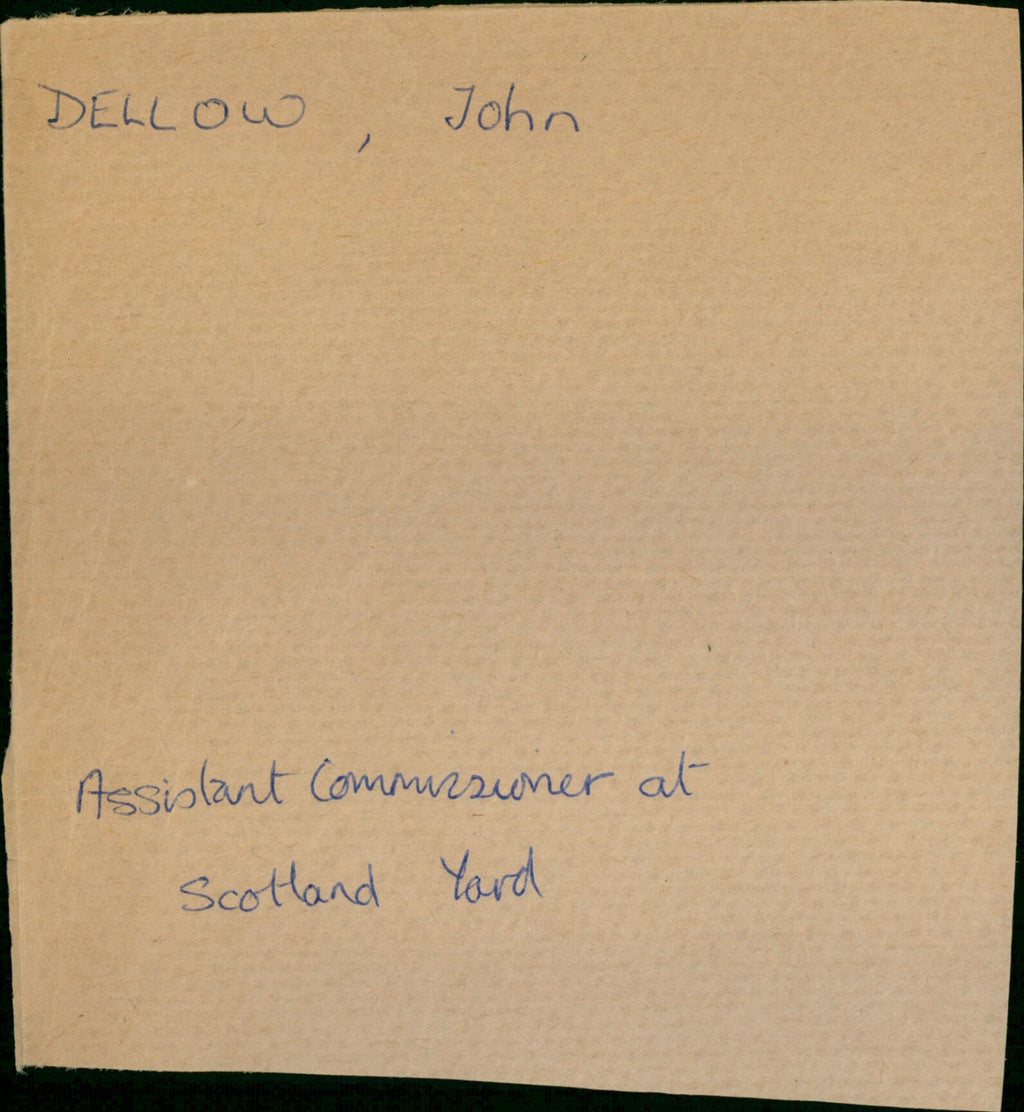 DELLOW, John
Assistant Commissioner at
Scotland Yard